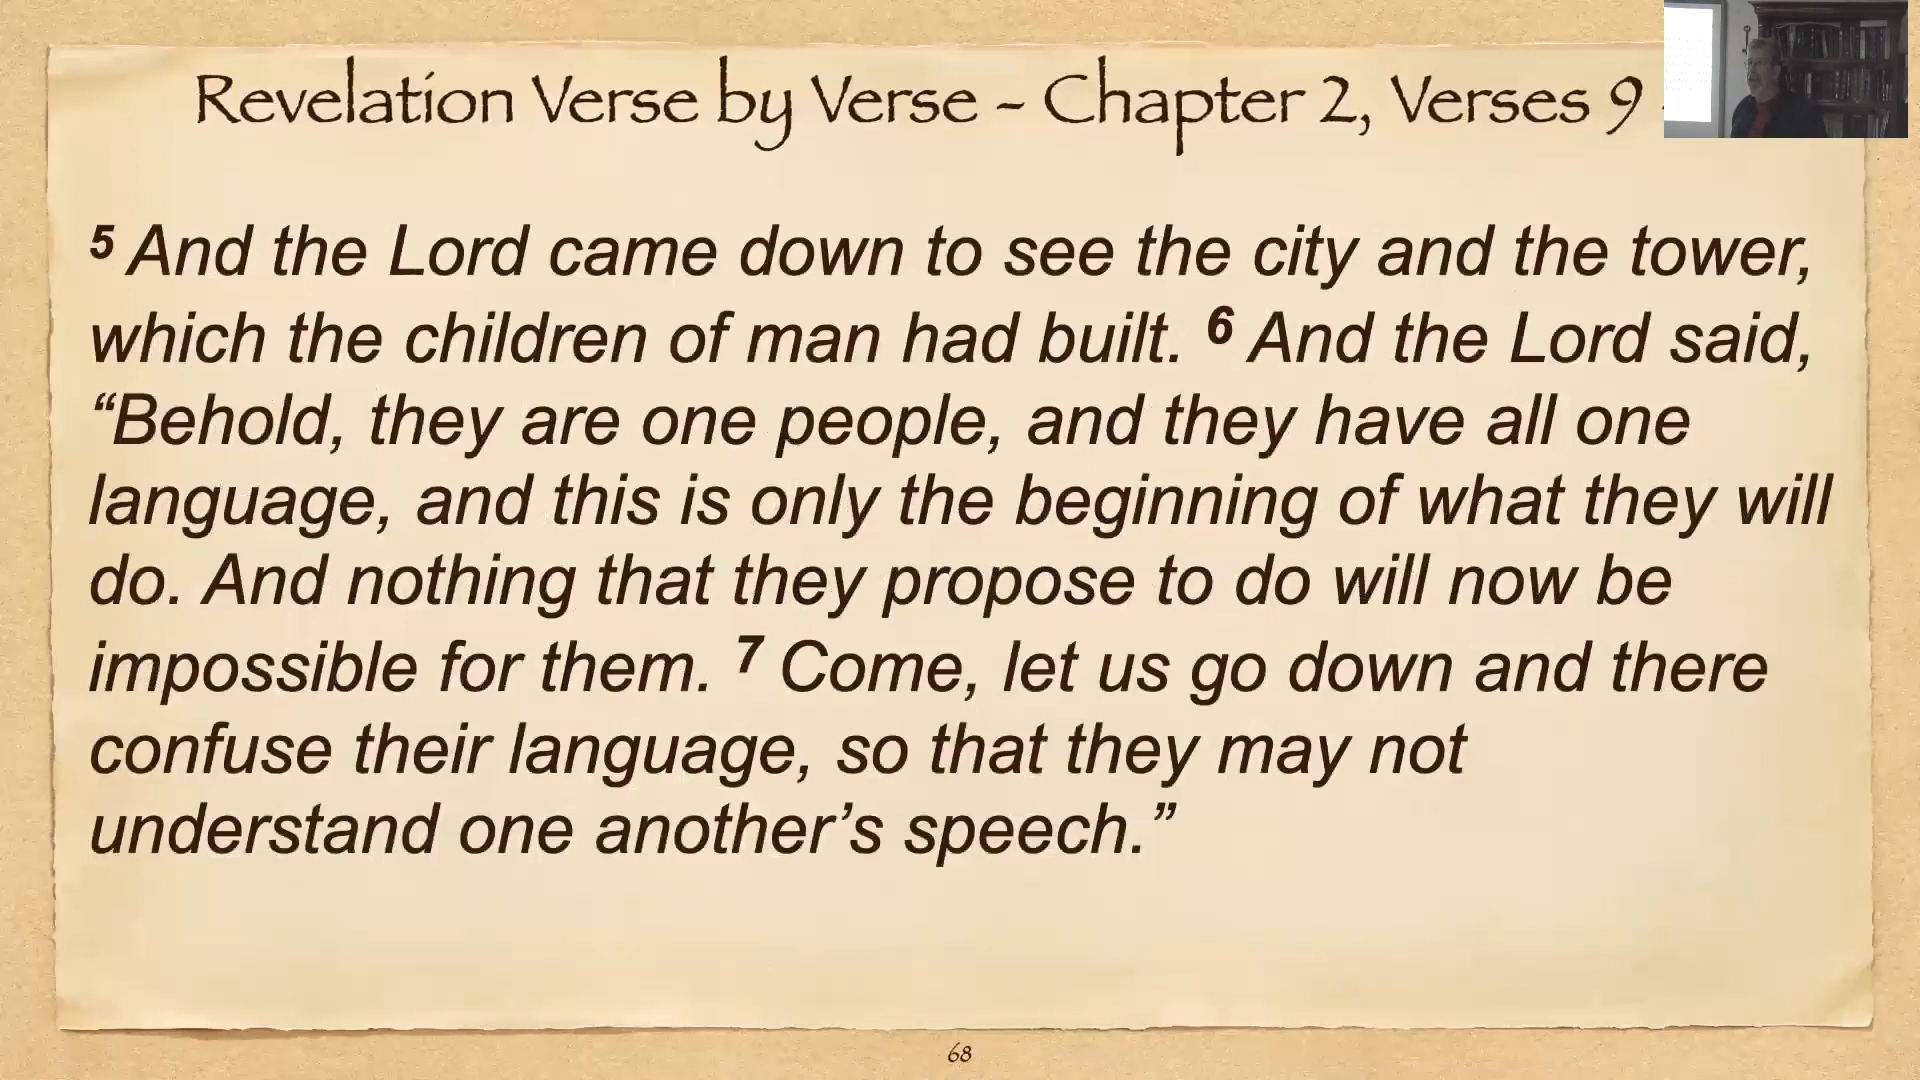 Revelation Verse by Verse - Chapter 2, Verses 9
5 And the Lord came down to see the city and the tower,
which the children of man had built. 6 And the Lord said,
“Behold, they are one people, and they have all one
language, and this is only the beginning of what they will
do. And nothing that they propose to do will now be
impossible for them. 7 Come, let us go down and there
confuse their language, so that they may not
understand one another’s speech.”
68